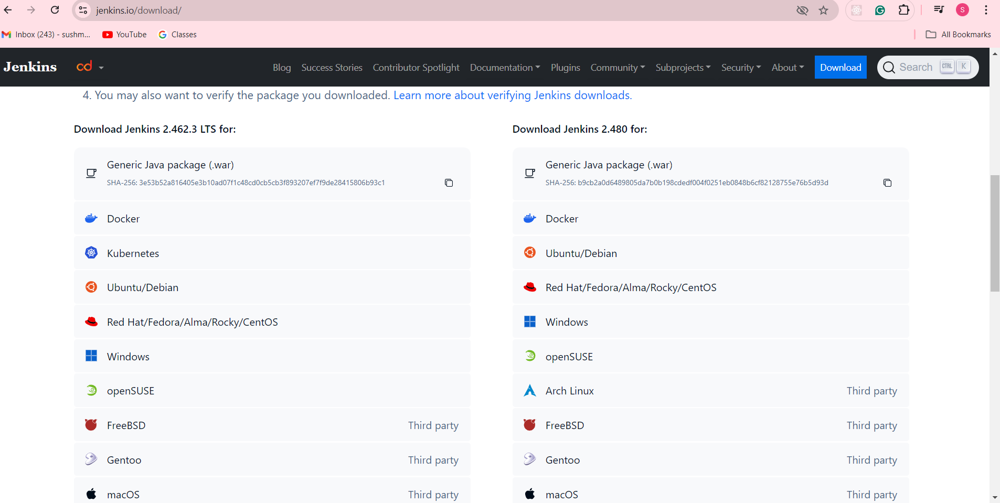 jenkins.io/download/
S
Inbox (243) - sushm...
YouTube
Classes
All Bookmarks
Jenkins
cd
Blog
Success Stories
Contributor Spotlight
Documentation
Plugins
Community
Subprojects
Security
About
Download
Search
CTRL
K
4. You may also want to verify the package you downloaded. Learn more about verifying Jenkins downloads.
Download Jenkins 2.462.3 LTS for:
Generic Java package (.war)
SHA-256: 3e53b52a816405e3b10ad07f1c48cd0cb5cb3f893207ef7f9de28415806b93c1
Docker
Kubernetes
Ubuntu/Debian
Red Hat/Fedora/Alma/Rocky/CentOS
Windows
openSUSE
FreeBSD Third party
Gentoo Third party
macOS Third party
Download Jenkins 2.480 for:
Generic Java package (.war)
SHA-256: b9cb2a0d6489805da7b0b198cdedf004f0251eb0848b6cf82128755e76b5d93d
Docker
Ubuntu/Debian
Red Hat/Fedora/Alma/Rocky/CentOS
Windows
openSUSE
Arch Linux Third party
FreeBSD Third party
Gentoo Third party
macOS Third party